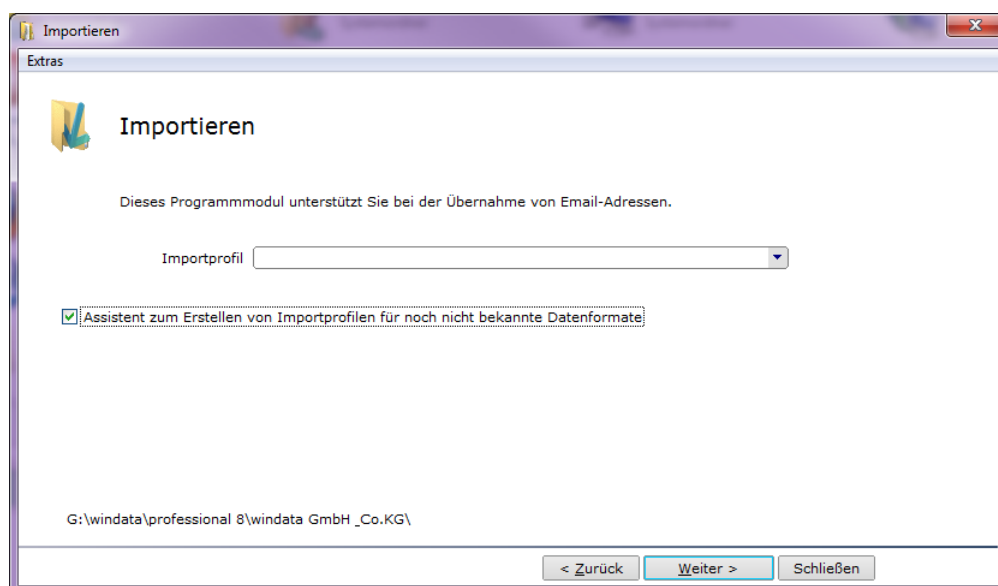 Importieren
Extras
Importieren
Dieses Programmmodul unterstützt Sie bei der Übernahme von Email-Adressen.
Importprofil
Assistent zum Erstellen von Importprofilen für noch nicht bekannte Datenformate
G:\windata\professional 8\windata GmbH _Co.KG\
< Zurück Weiter > Schließen